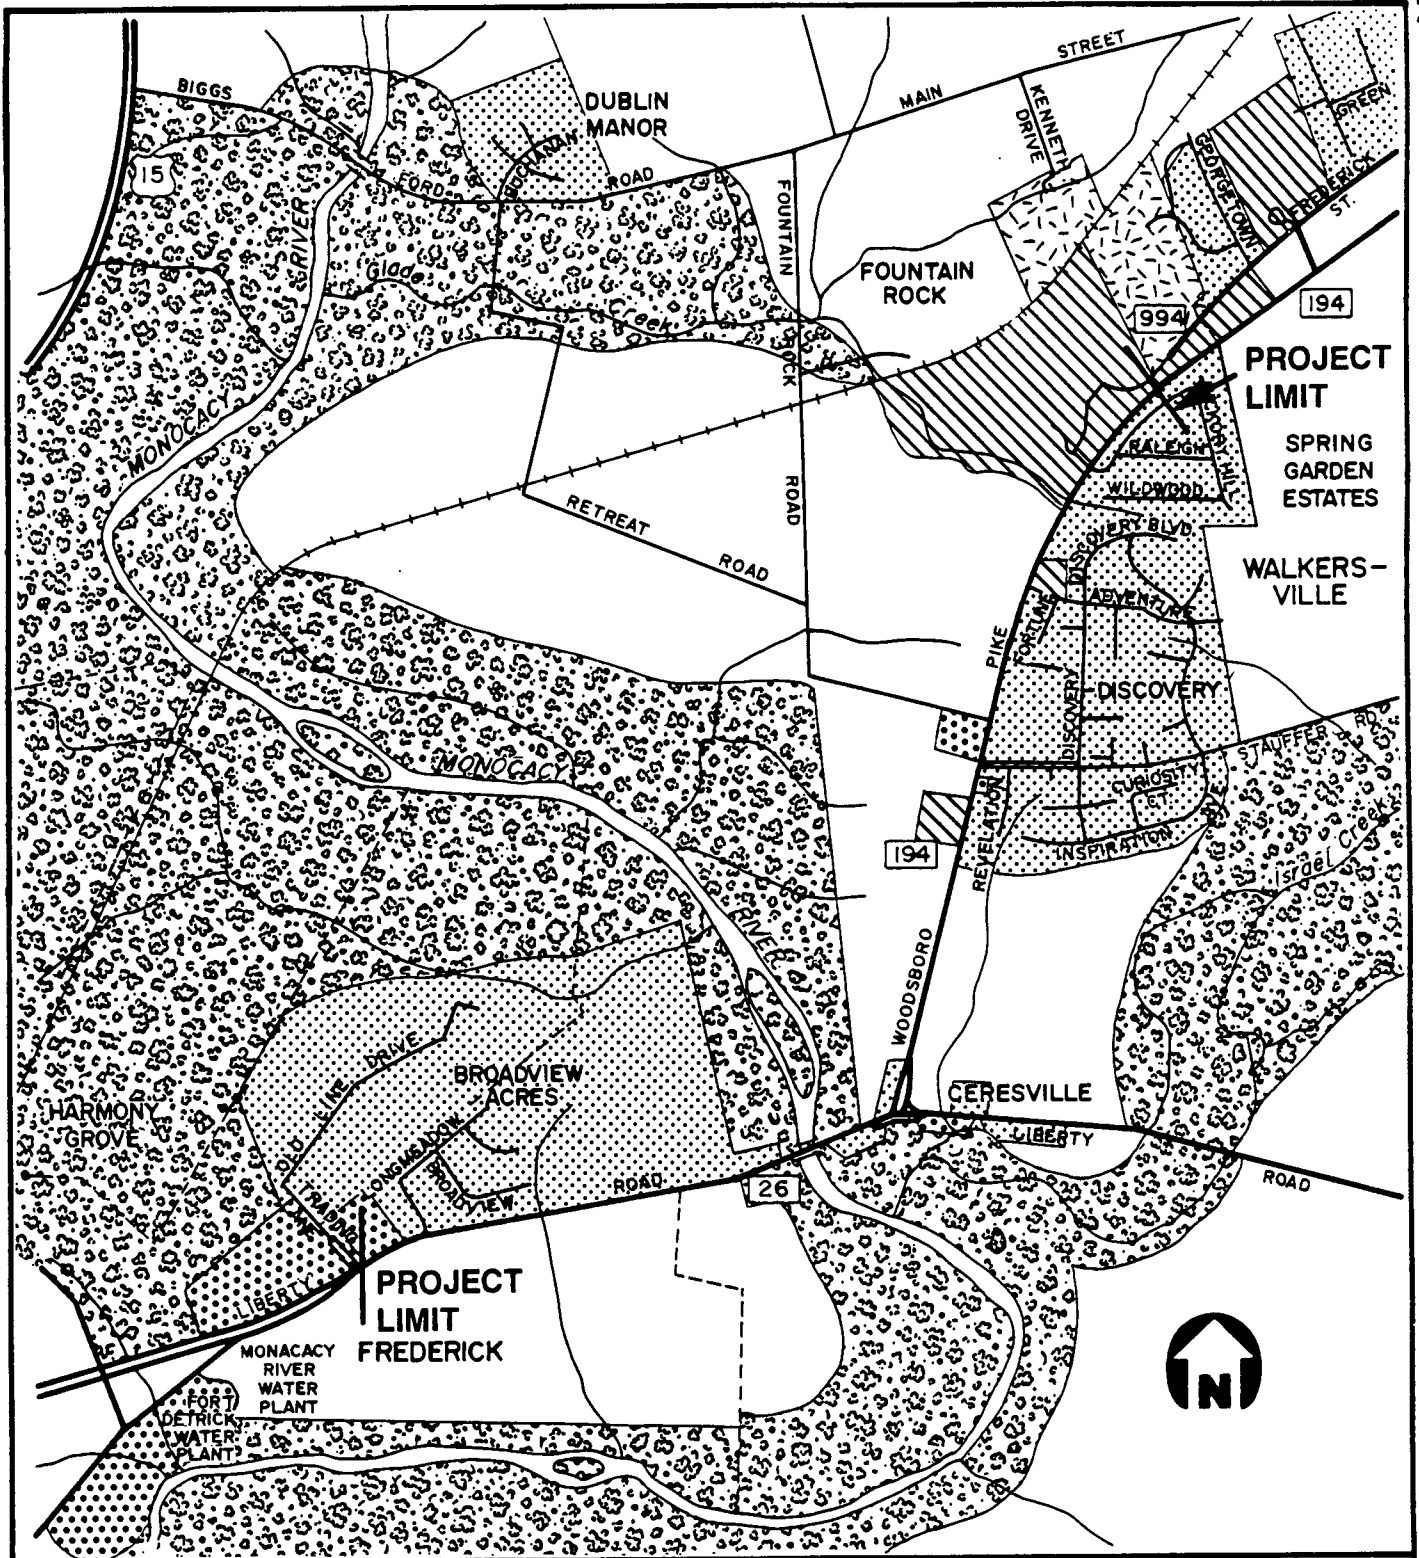 STREET
BIGGS
MAIN
DUBLIN
MANOR
KENNETH
DRIVE
GREEN
15
BUCHANAN
FORD
ROAD
GEORGETOWN
FREDERICK
ST.
RIVER
Glade
Creek
FOUNTAIN
ROCK
ROAD
FOUNTAIN
ROCK
994
194
PROJECT
LIMIT
MONOCACY
RALEIGH
WILDWOOD
SPRING
GARDEN
ESTATES
RETREAT
ROAD
DISCOVERY BLVD.
WALKERS-
VILLE
ADVENTURE
FORTUNE
PIKE
DISCOVERY
DISCOVERY
DISCOVERY
STAUFFER
RD.
MONOCACY
CURIOSITY
CT.
REVELATION
INSPIRATION
Israel Creek
194
RIVER
WOODSBORO
OLD LINE DRIVE
BROADVIEW
ACRES
CERESVILLE
HARMONY
GROVE
LIBERTY
ROAD
LONGMEADOW
BROAD
VIEW
ROAD
26
TRADING
LIBERTY
PROJECT
LIMIT
FREDERICK
MONACACY
RIVER
WATER
PLANT
FORT
DETRICK
WATER
PLANT
N